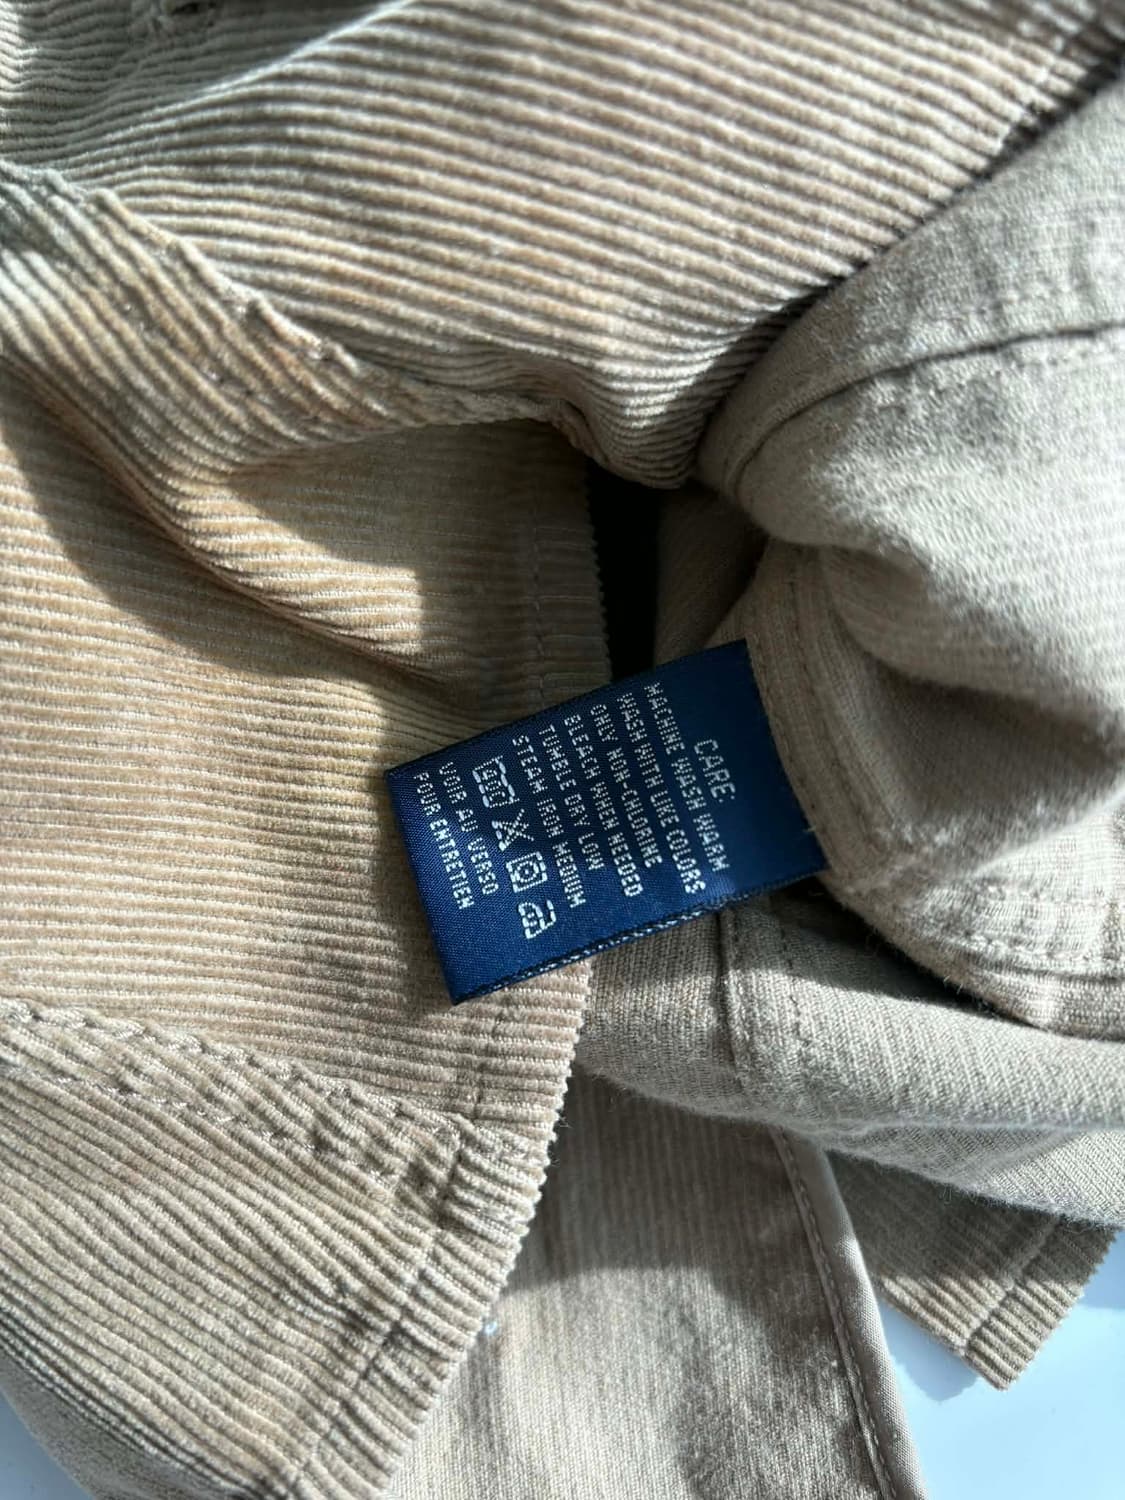 CARE:
MACHINE WASH WARM
WASH WITH LIKE COLORS
ONLY NON-CHLORINE
BLEACH WHEN NEEDED
TUMBLE DRY LOW
STEAM IRON MEDIUM
VOIR AU VERSO
POUR ENTRETIEN